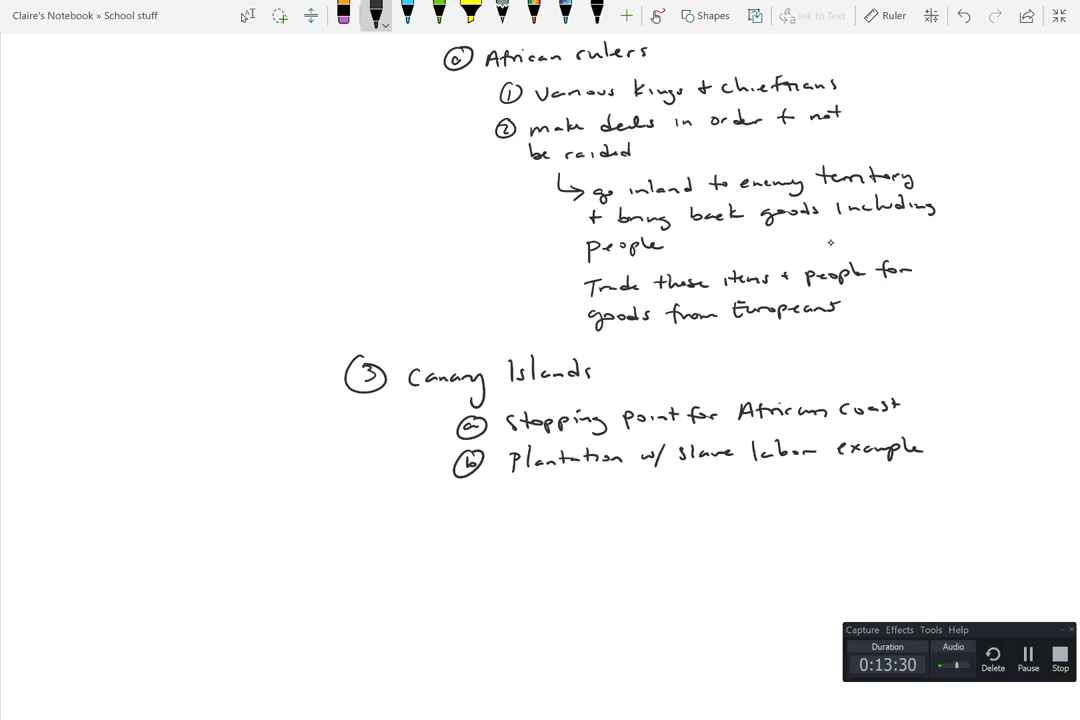 Claire's Notebook » School stuff
Shapes
Ink to Text
Ruler
a African rulers
1 various kings + chieftians
2 make deals in order t not
be raided
↳ go inland to enemy territory
+ bring back goods including
people
Trade these items + people for
goods from Europeans
3 Canary Islands
a stopping point for African coast
b plantation w/ slave labor example
Capture Effects Tools Help
Duration
Audio
0:13:30
Delete
Pause
Stop